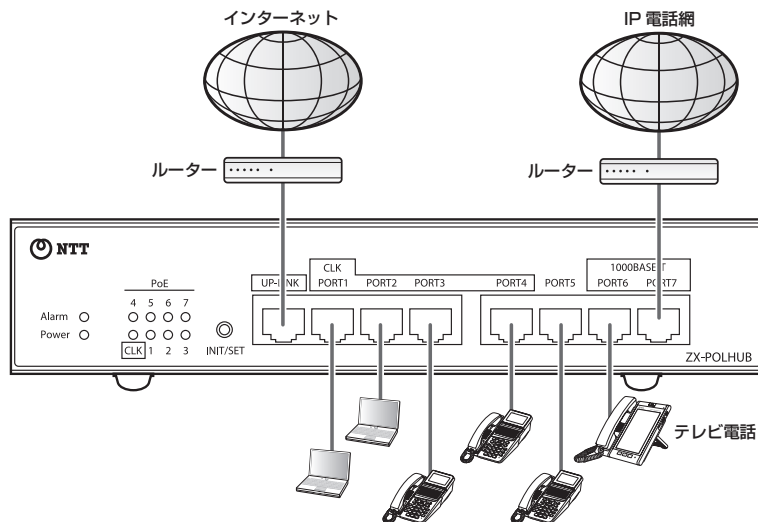 インターネット
IP 電話網
ルーター
ルーター
NTT
PoE
4 5 6 7
Alarm
Power
CLK 1 2 3
INIT/SET
UP-LINK
CLK
PORT1 PORT2 PORT3 PORT4 PORT5
1000BASE-T
PORT6 PORT7
ZX-POLHUB
テレビ電話